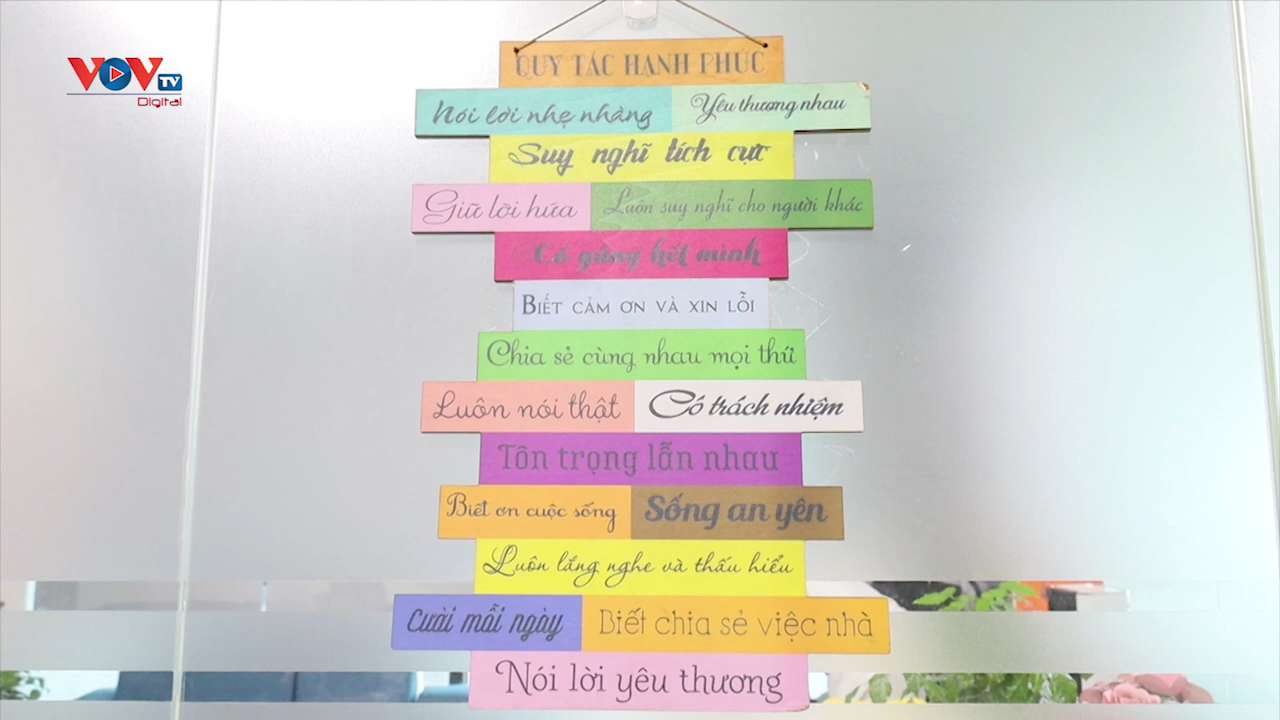 VOV TV
Digital
QUY TẮC HẠNH PHÚC
Nói lời nhẹ nhàng Yêu thương nhau
Suy nghĩ tích cực
Giữ lời hứa Luôn suy nghĩ cho người khác
Cố gắng hết mình
BIẾT CẢM ƠN VÀ XIN LỖI
Chia sẻ cùng nhau mọi thứ
Luôn nói thật Có trách nhiệm
Tôn trọng lẫn nhau
Biết ơn cuộc sống Sống an yên
Luôn lắng nghe và thấu hiểu
Cười mỗi ngày Biết chia sẻ việc nhà
Nói lời yêu thương